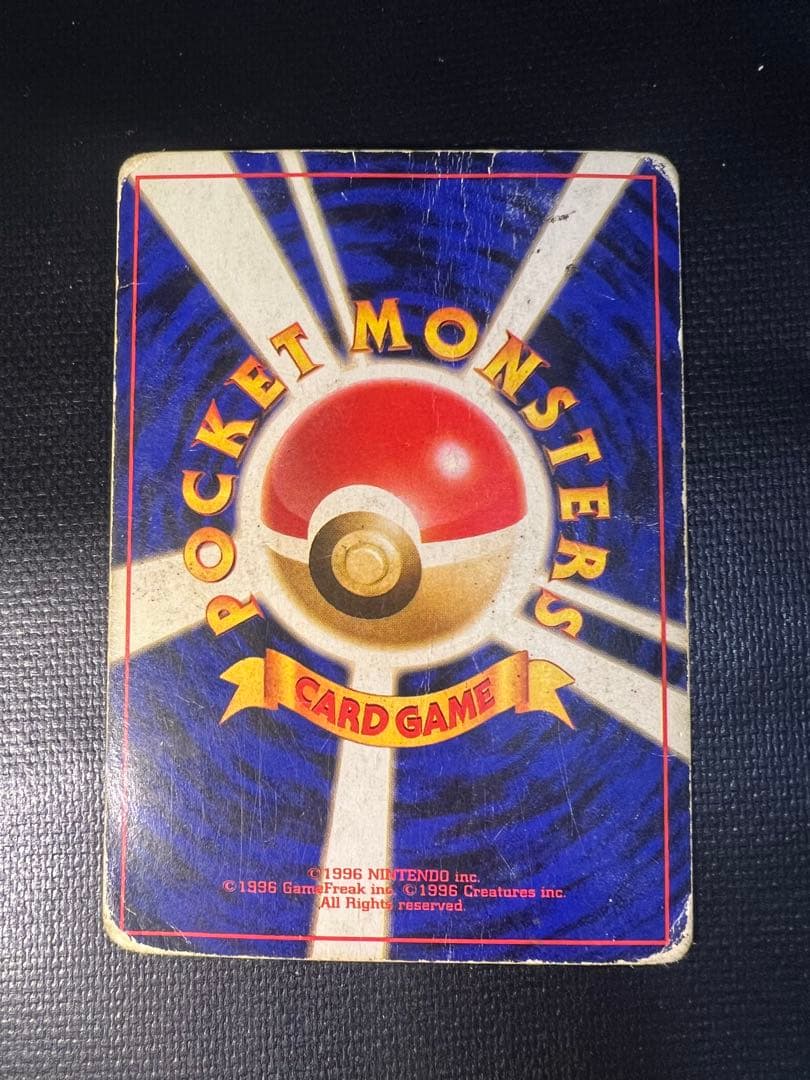 POCKET MONSTERS
CARD GAME
©1996 NINTENDO inc.
©1996 GameFreak inc. ©1996 Creatures inc.
All Rights reserved.